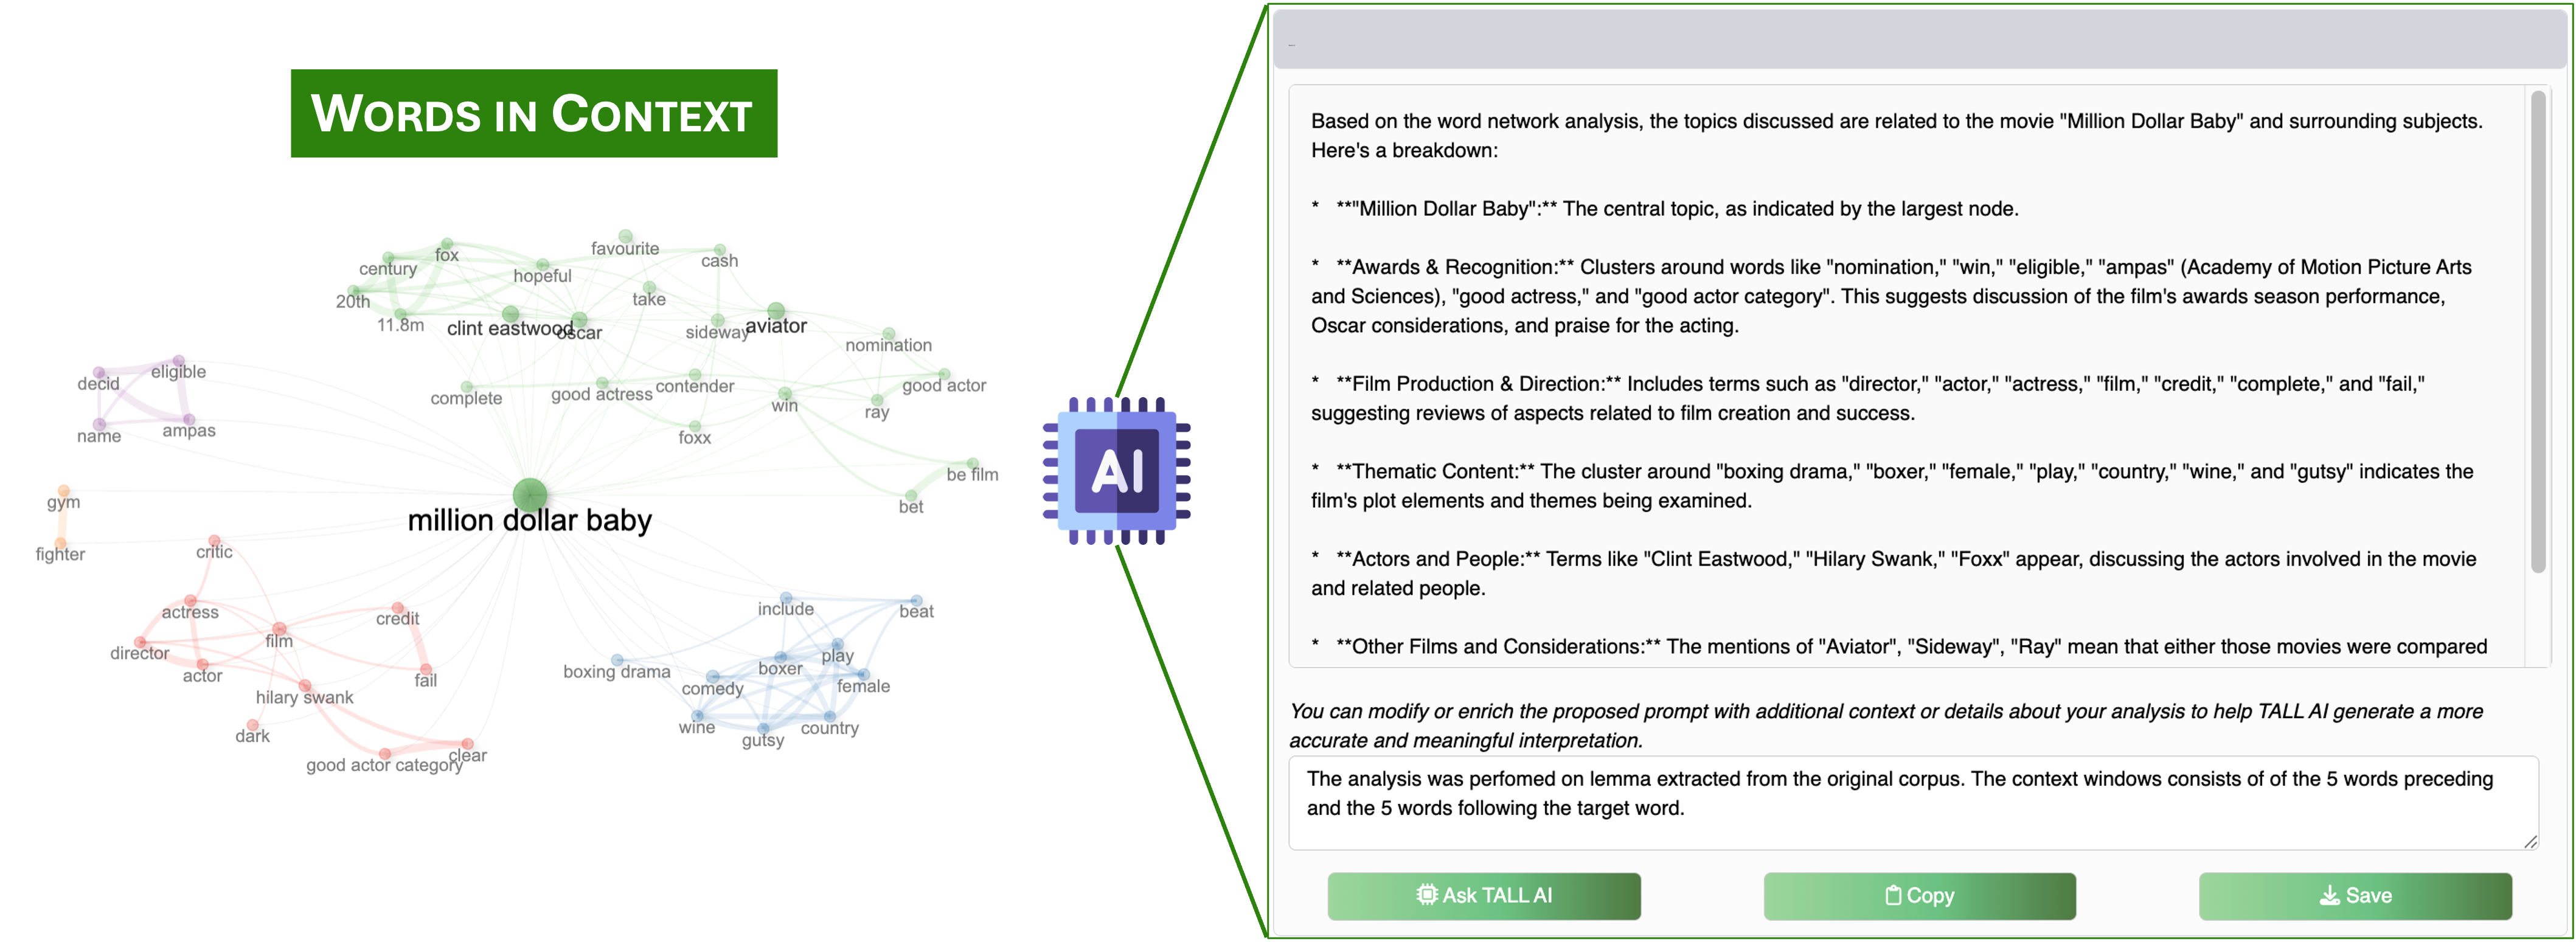 WORDS IN CONTEXT
favourite
fox
cash
century
hopeful
20th
take
11.8m
clint eastwood
oscar
sideway
aviator
nomination
decid
eligible
complete
good actress
contender
good actor
win
ray
name
ampas
foxx
be film
gym
bet
million dollar baby
fighter
critic
actress
credit
include
beat
film
director
actor
boxing drama
boxer
play
fail
comedy
female
hilary swank
dark
wine
gutsy
country
good actor category
clear
AI
Based on the word network analysis, the topics discussed are related to the movie "Million Dollar Baby" and surrounding subjects.
Here's a breakdown:
* **"Million Dollar Baby":** The central topic, as indicated by the largest node.
* **Awards & Recognition:** Clusters around words like "nomination," "win," "eligible," "ampas" (Academy of Motion Picture Arts
and Sciences), "good actress," and "good actor category". This suggests discussion of the film's awards season performance,
Oscar considerations, and praise for the acting.
* **Film Production & Direction:** Includes terms such as "director," "actor," "actress," "film," "credit," "complete," and "fail,"
suggesting reviews of aspects related to film creation and success.
* **Thematic Content:** The cluster around "boxing drama," "boxer," "female," "play," "country," "wine," and "gutsy" indicates the
film's plot elements and themes being examined.
* **Actors and People:** Terms like "Clint Eastwood," "Hilary Swank," "Foxx" appear, discussing the actors involved in the movie
and related people.
* **Other Films and Considerations:** The mentions of "Aviator", "Sideway", "Ray" mean that either those movies were compared
You can modify or enrich the proposed prompt with additional context or details about your analysis to help TALL AI generate a more
accurate and meaningful interpretation.
The analysis was perfomed on lemma extracted from the original corpus. The context windows consists of of the 5 words preceding
and the 5 words following the target word.
Ask TALL AI
Copy
Save